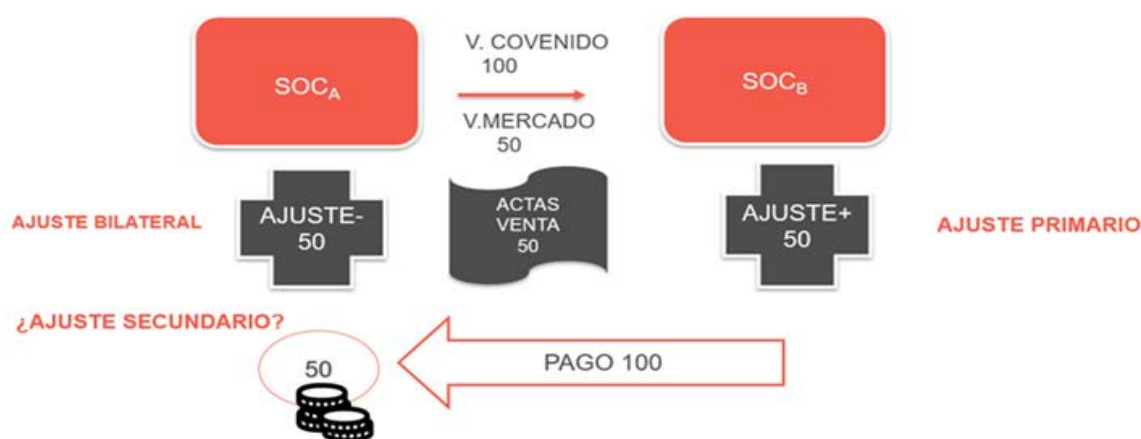 SOCA
V. COVENIDO
100
V.MERCADO
50
SOCB
AJUSTE BILATERAL
AJUSTE-
50
ACTAS
VENTA
50
AJUSTE+
50
AJUSTE PRIMARIO
¿AJUSTE SECUNDARIO?
50
PAGO 100